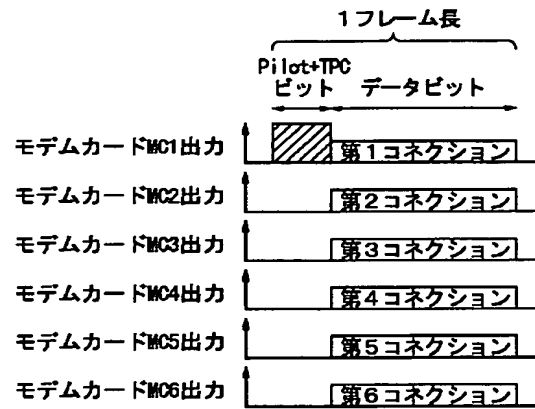 1フレーム長
Pilot+TPC
ビット データビット
モデムカードMC1出力 第1コネクション
モデムカードMC2出力 第2コネクション
モデムカードMC3出力 第3コネクション
モデムカードMC4出力 第4コネクション
モデムカードMC5出力 第5コネクション
モデムカードMC6出力 第6コネクション